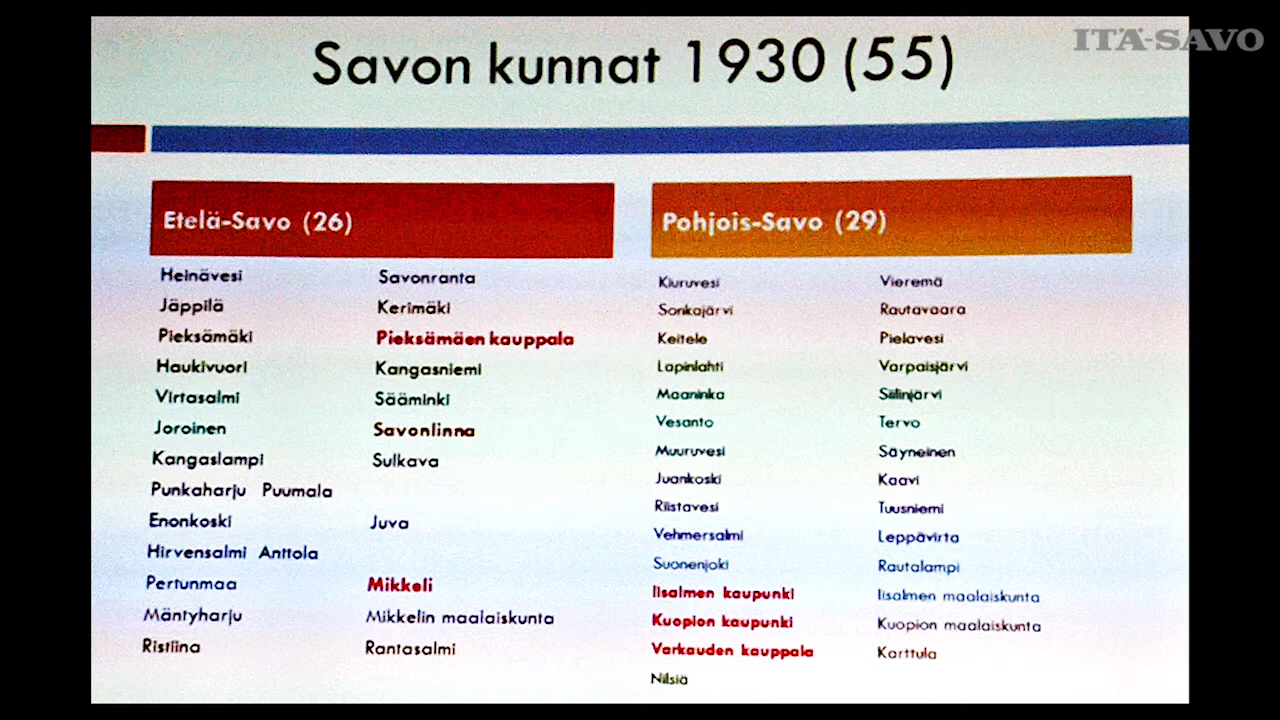 ITÄ-SAVO
Savon kunnat 1930 (55)
Etelä-Savo (26)
Heinävesi Savonranta
Jäppilä Kerimäki
Pieksämäki Pieksämäen kauppala
Haukivuori Kangasniemi
Virtasalmi Sääminki
Joroinen Savonlinna
Kangaslampi Sulkava
Punkaharju Puumala
Enonkoski Juva
Hirvensalmi Anttola
Pertunmaa Mikkeli
Mäntyharju Mikkelin maalaiskunta
Ristiina Rantasalmi
Pohjois-Savo (29)
Kiuruvesi Vieremä
Sonkajärvi Rautavaara
Keitele Pielavesi
Lapinlahti Varpaisjärvi
Maaninka Siilinjärvi
Vesanto Tervo
Muuruvesi Säyneinen
Juankoski Kaavi
Riistavesi Tuusniemi
Vehmersalmi Leppävirta
Suonenjoki Rautalampi
Iisalmen kaupunki Iisalmen maalaiskunta
Kuopion kaupunki Kuopion maalaiskunta
Varkauden kauppala Karttula
Nilsiä